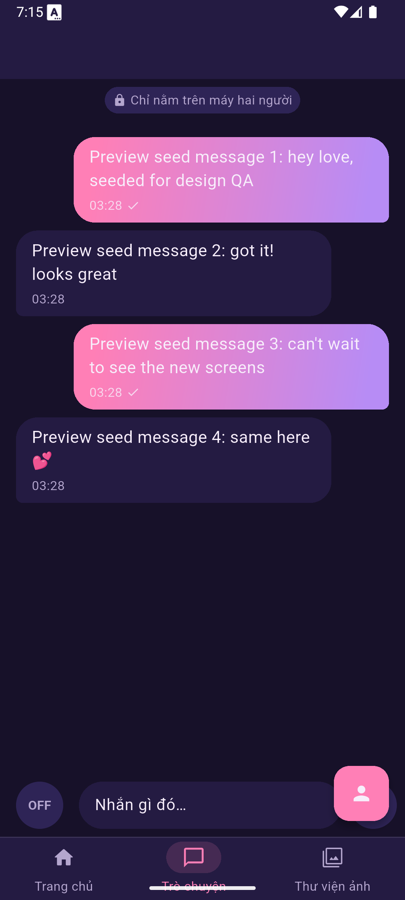 7:15 A
Chỉ nằm trên máy hai người
Preview seed message 1: hey love,
seeded for design QA
03:28
Preview seed message 2: got it!
looks great
03:28
Preview seed message 3: can't wait
to see the new screens
03:28
Preview seed message 4: same here
💕
03:28
OFF
Nhắn gì đó...
Trang chủ
Trò chuyện
Thư viện ảnh